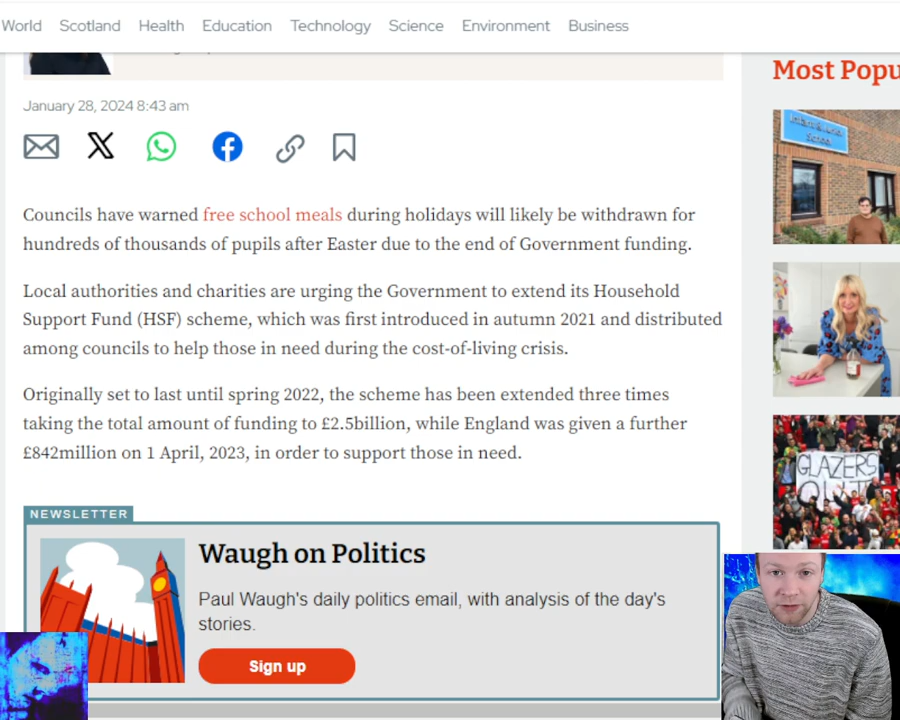 World Scotland Health Education Technology Science Environment Business
January 28, 2024 8:43 am
Councils have warned free school meals during holidays will likely be withdrawn for
hundreds of thousands of pupils after Easter due to the end of Government funding.
Local authorities and charities are urging the Government to extend its Household
Support Fund (HSF) scheme, which was first introduced in autumn 2021 and distributed
among councils to help those in need during the cost-of-living crisis.
Originally set to last until spring 2022, the scheme has been extended three times
taking the total amount of funding to £2.5billion, while England was given a further
£842million on 1 April, 2023, in order to support those in need.
NEWSLETTER
Waugh on Politics
Paul Waugh's daily politics email, with analysis of the day's
stories.
Sign up
Most Popu
School
GLAZERS
OUT